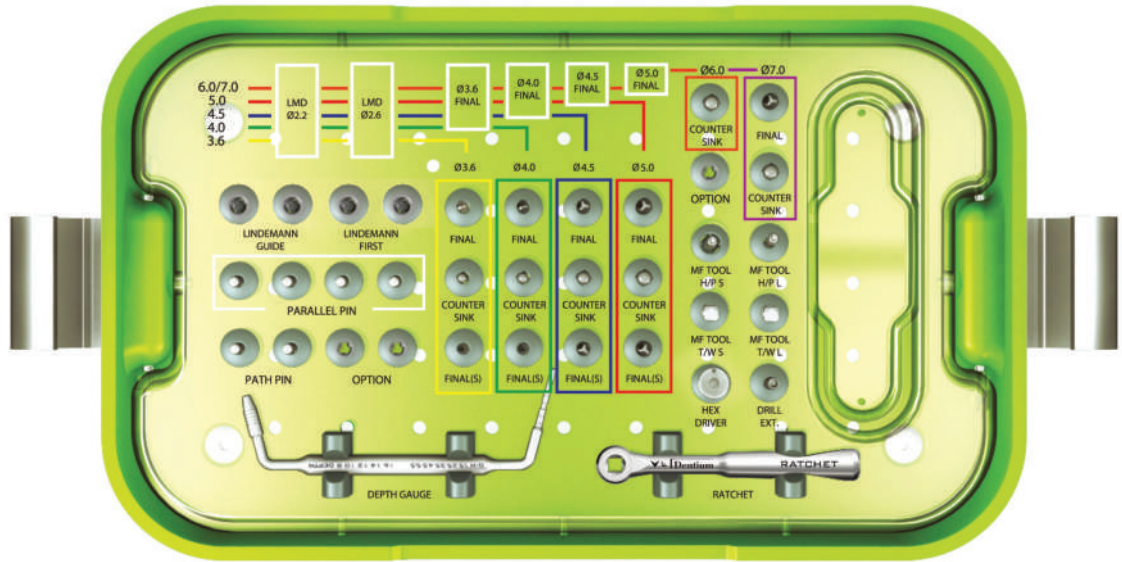 6.0/7.0
5.0
4.5
4.0
3.6
LMD
Ø2.2
LMD
Ø2.6
Ø3.6
FINAL
Ø4.0
FINAL
Ø4.5
FINAL
Ø5.0
FINAL
Ø6.0
Ø7.0
COUNTER
SINK
FINAL
Ø3.6
Ø4.0
Ø4.5
Ø5.0
OPTION
COUNTER
SINK
LINDEMANN
GUIDE
LINDEMANN
FIRST
FINAL
FINAL
FINAL
FINAL
MF TOOL
H/P S
MF TOOL
H/P L
PARALLEL PIN
COUNTER
SINK
COUNTER
SINK
COUNTER
SINK
COUNTER
SINK
MF TOOL
T/W S
MF TOOL
T/W L
PATH PIN
OPTION
FINAL(S)
FINAL(S)
FINAL(S)
FINAL(S)
HEX
DRIVER
DRILL
EXT.
Dentium
RATCHET
DEPTH GAUGE
RATCHET